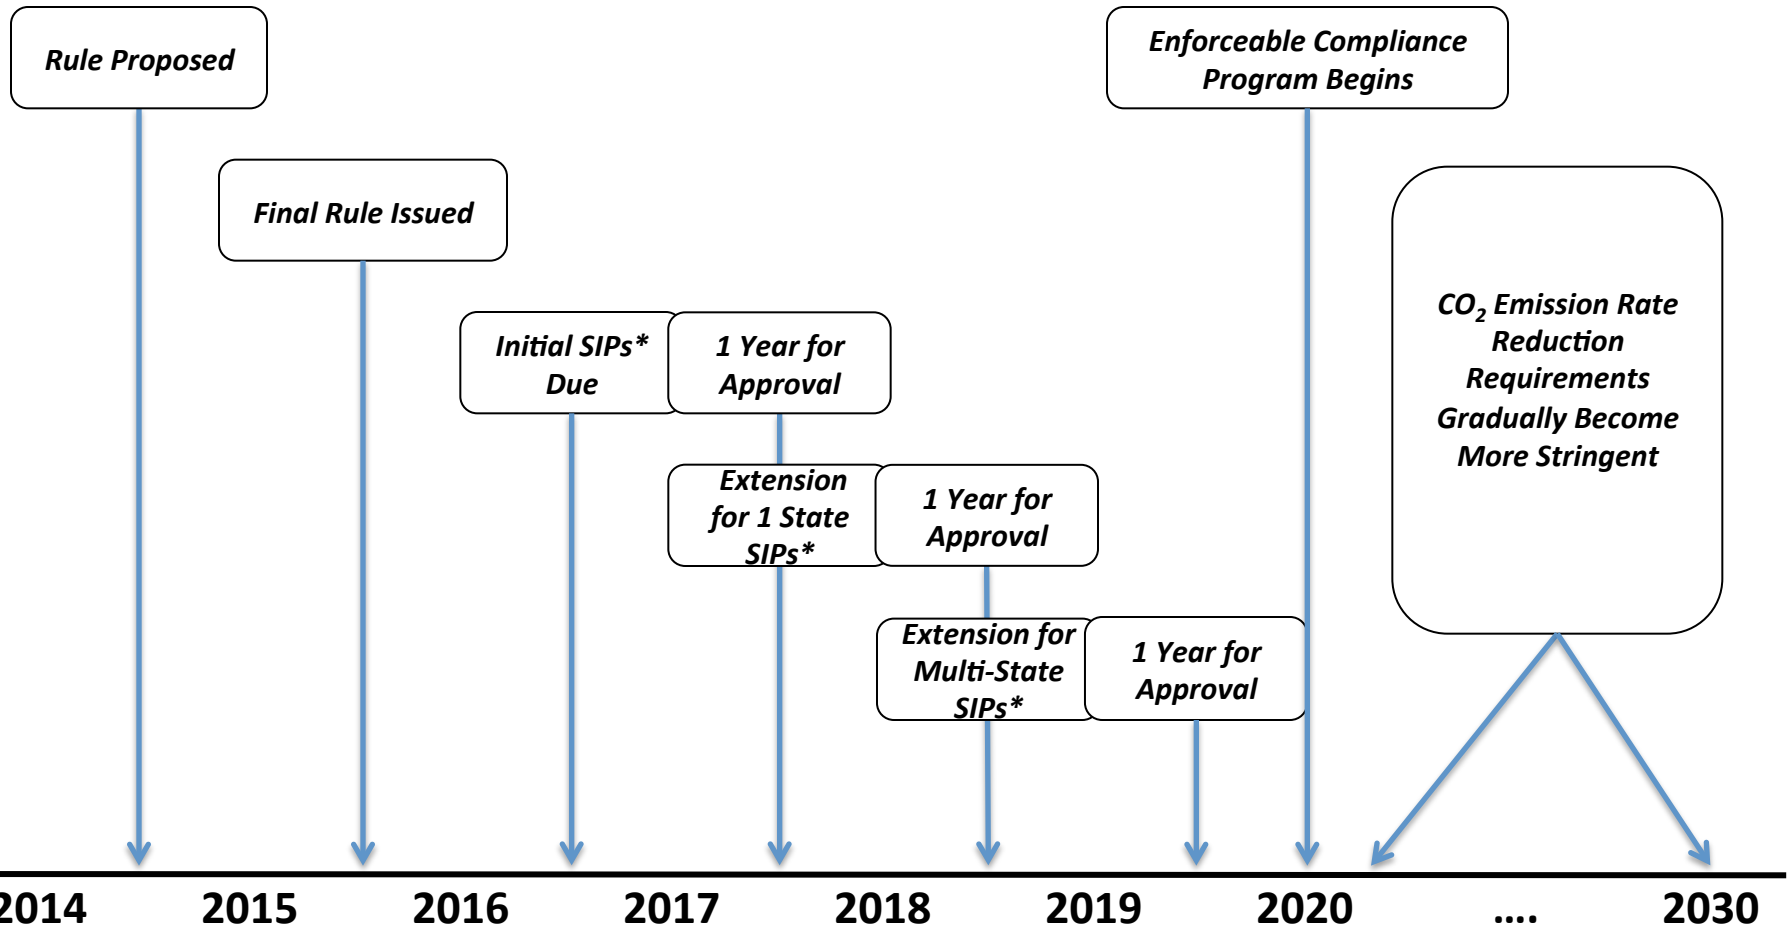 Rule Proposed
Enforceable Compliance
Program Begins
Final Rule Issued
CO₂ Emission Rate
Reduction
Requirements
Gradually Become
More Stringent
Initial SIPs*
Due
1 Year for
Approval
Extension
for 1 State
SIPs*
1 Year for
Approval
Extension for
Multi-State
SIPs*
1 Year for
Approval
2014 2015 2016 2017 2018 2019 2020 .... 2030